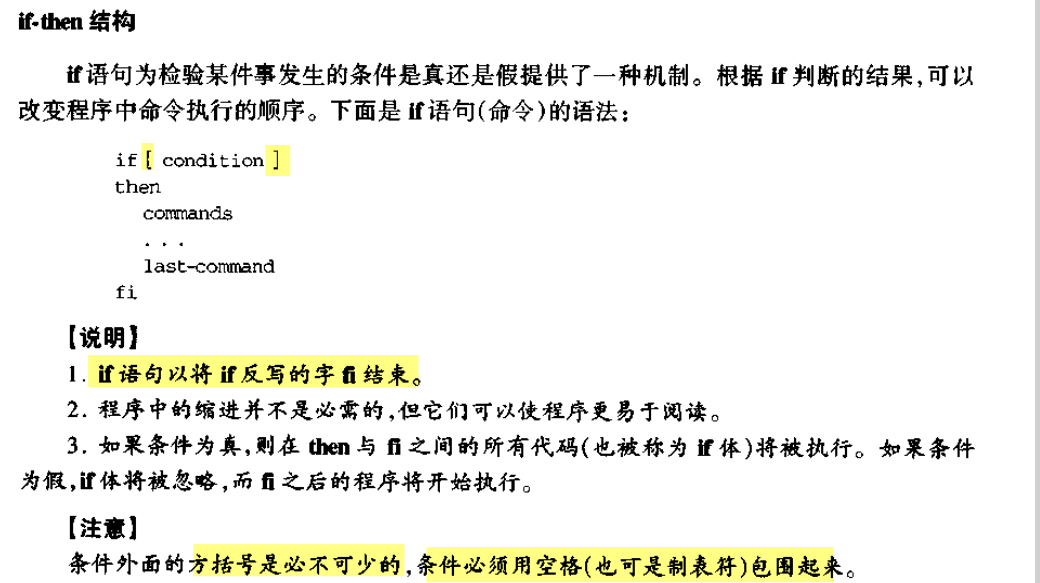 if-then 结构
if 语句为检验某件事发生的条件是真还是假提供了一种机制。根据 if 判断的结果,可以
改变程序中命令执行的顺序。下面是 if 语句(命令)的语法:
if [ condition ]
then
commands
. . .
last-command
fi
【说明】
1. if 语句以将 if 反写的字 fi 结束。
2. 程序中的缩进并不是必需的,但它们可以使程序更易于阅读。
3. 如果条件为真,则在 then 与 fi 之间的所有代码(也被称为 if 体)将被执行。如果条件
为假,if 体将被忽略,而 fi 之后的程序将开始执行。
【注意】
条件外面的方括号是必不可少的,条件必须用空格(也可是制表符)包围起来。